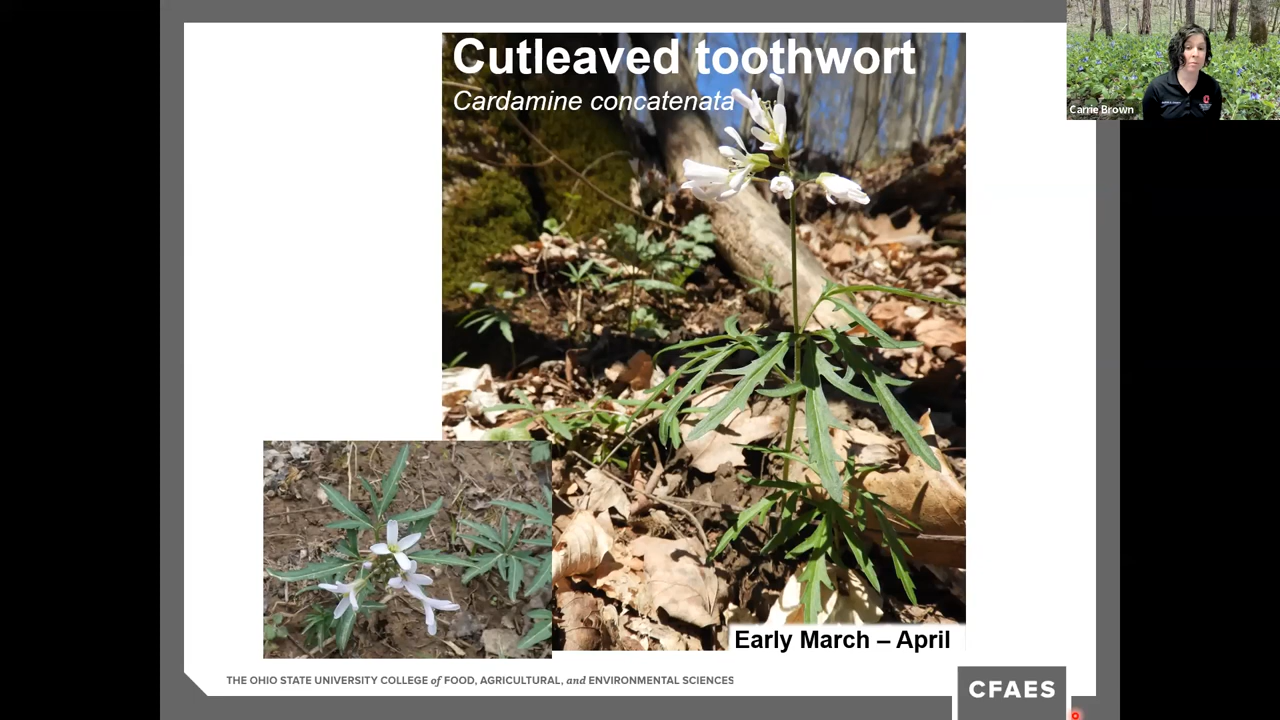 Cutleaved toothwort
Cardamine concatenata
Carrie Brown
Early March – April
THE OHIO STATE UNIVERSITY COLLEGE of FOOD, AGRICULTURAL, and ENVIRONMENTAL SCIENCES
CFAES